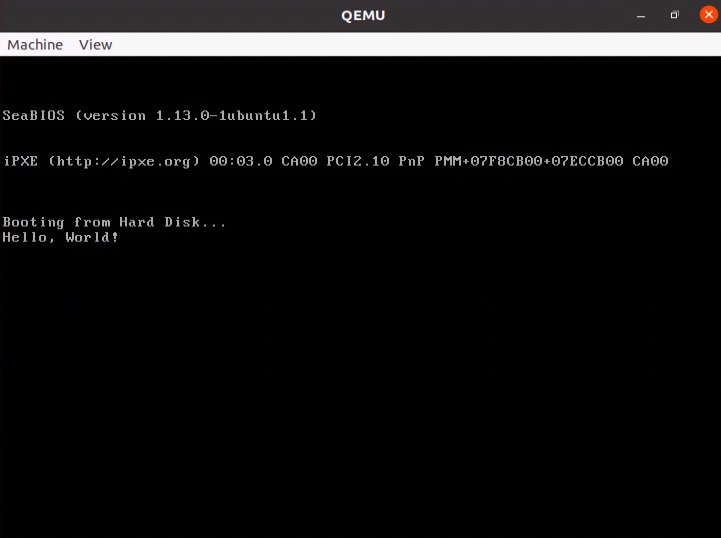 QEMU
Machine View
SeaBIOS (version 1.13.0-1ubuntu1.1)
iPXE (http://ipxe.org) 00:03.0 CA00 PCI2.10 PnP PMM+07F8CB00+07ECCB00 CA00
Booting from Hard Disk...
Hello, World!